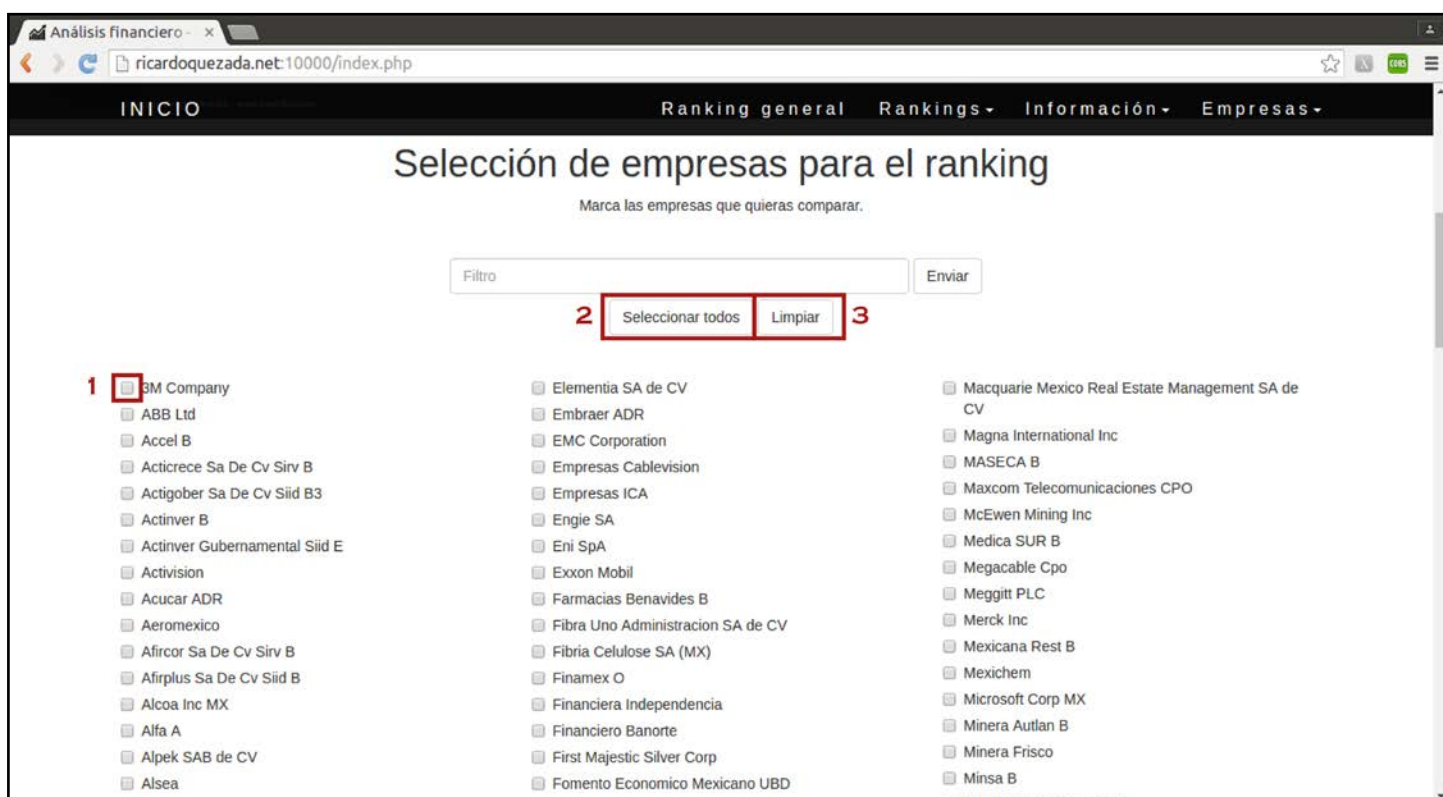 Análisis financiero -
ricardoquezada.net:10000/index.php
CORS
INICIO
Ranking general Rankings Información Empresas
Selección de empresas para el ranking
Marca las empresas que quieras comparar.
Filtro
Enviar
2 Seleccionar todos Limpiar 3
1 3M Company
ABB Ltd
Accel B
Acticrece Sa De Cv Sirv B
Actigober Sa De Cv Siid B3
Actinver B
Actinver Gubernamental Siid E
Activision
Acucar ADR
Aeromexico
Afircor Sa De Cv Sirv B
Afirplus Sa De Cv Siid B
Alcoa Inc MX
Alfa A
Alpek SAB de CV
Alsea
Elementia SA de CV
Embraer ADR
EMC Corporation
Empresas Cablevision
Empresas ICA
Engie SA
Eni SpA
Exxon Mobil
Farmacias Benavides B
Fibra Uno Administracion SA de CV
Fibria Celulose SA (MX)
Finamex O
Financiera Independencia
Financiero Banorte
First Majestic Silver Corp
Fomento Economico Mexicano UBD
Macquarie Mexico Real Estate Management SA de
CV
Magna International Inc
MASECA B
Maxcom Telecomunicaciones CPO
McEwen Mining Inc
Medica SUR B
Megacable Cpo
Meggitt PLC
Merck Inc
Mexicana Rest B
Mexichem
Microsoft Corp MX
Minera Autlan B
Minera Frisco
Minsa B